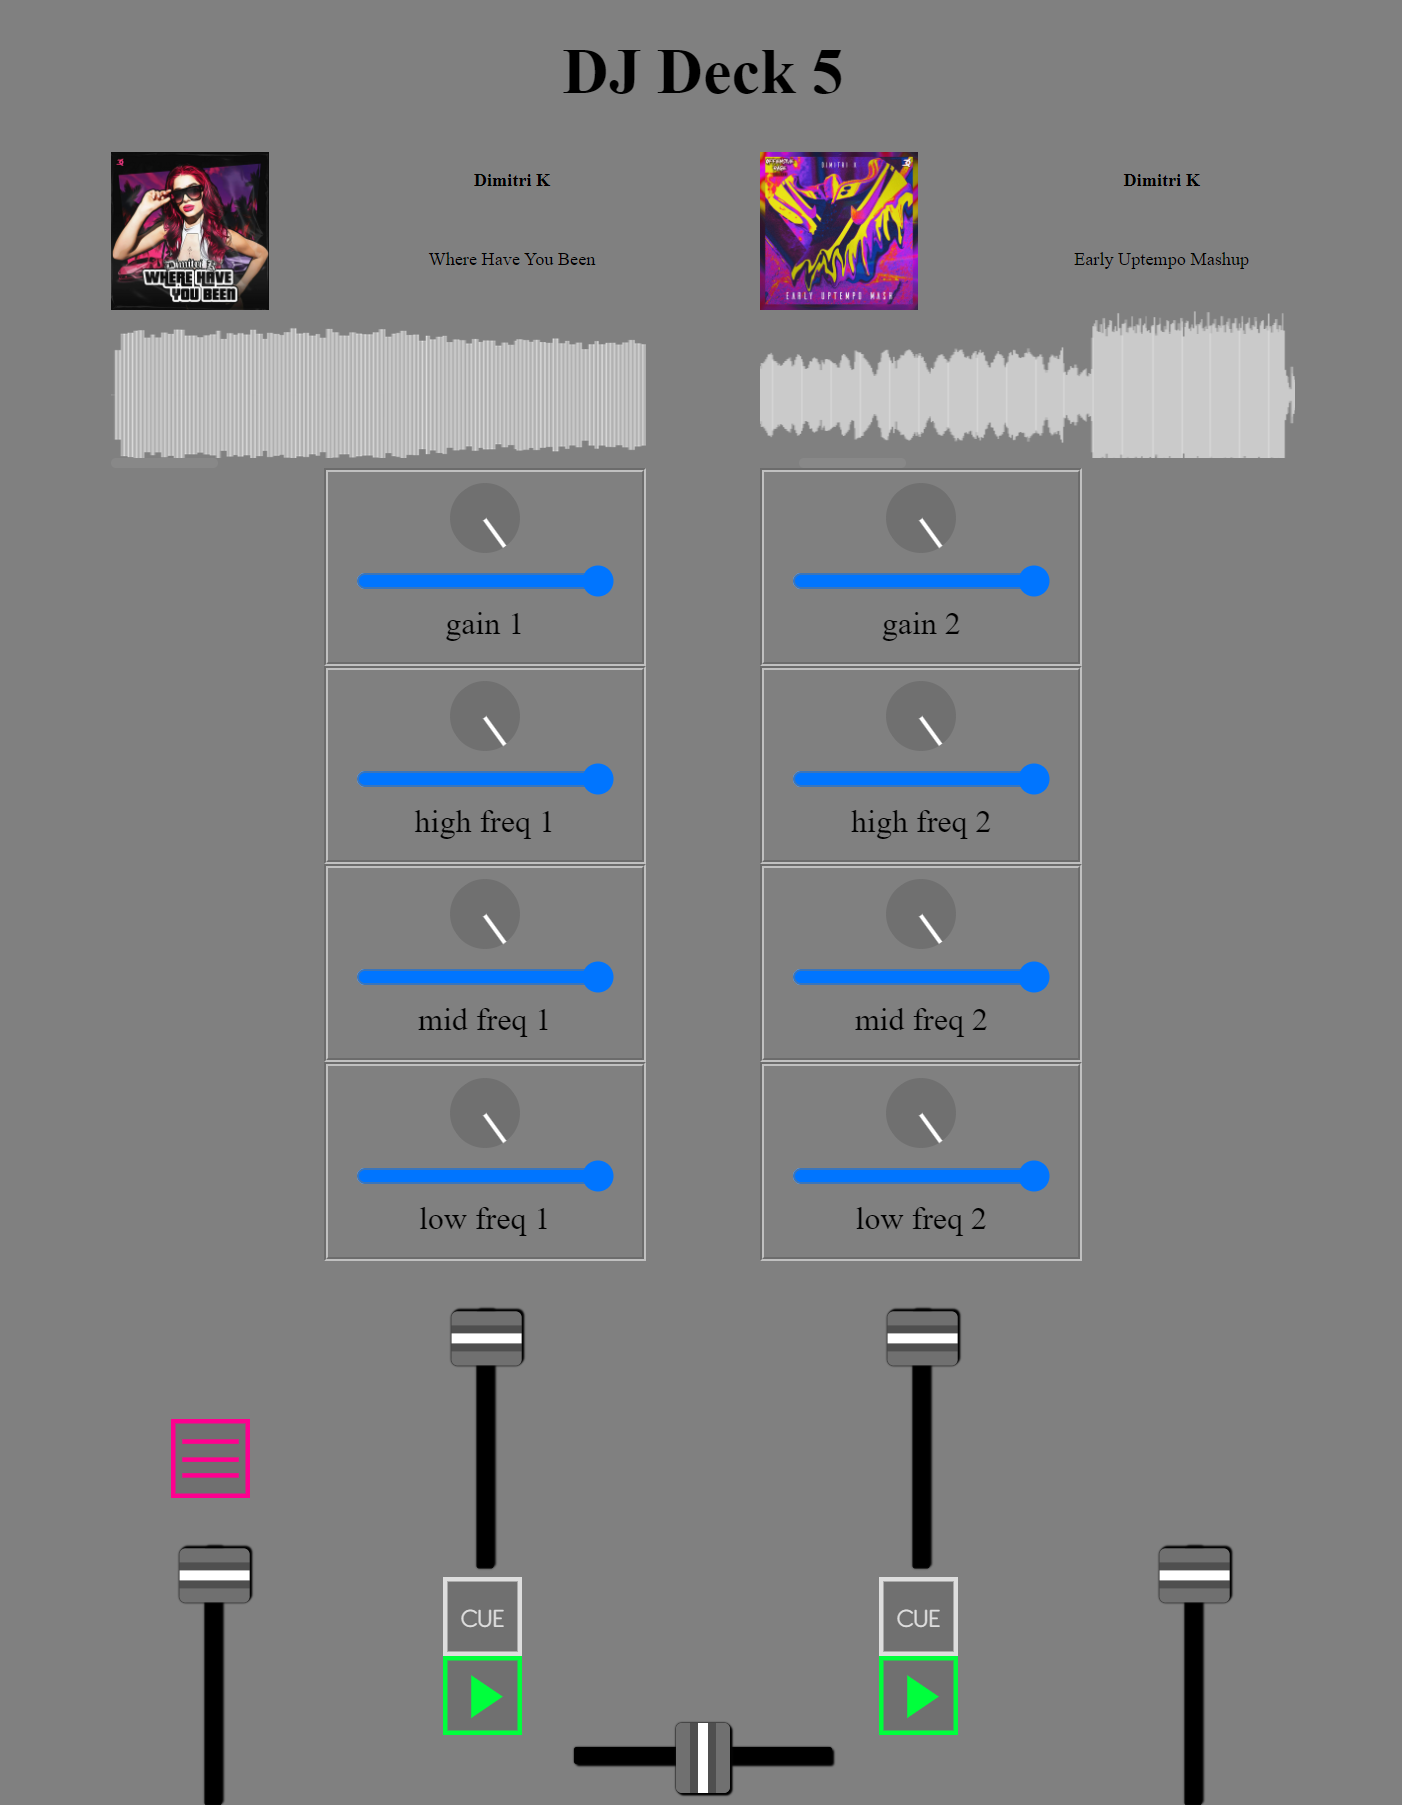 DJ Deck 5
Dimitri K
Where Have You Been
WHERE HAVE
YOU BEEN
DIMITRI K
EARLY UPTEMPO MASH
Dimitri K
Early Uptempo Mashup
gain 1
gain 2
high freq 1
high freq 2
mid freq 1
mid freq 2
low freq 1
low freq 2
CUE
CUE